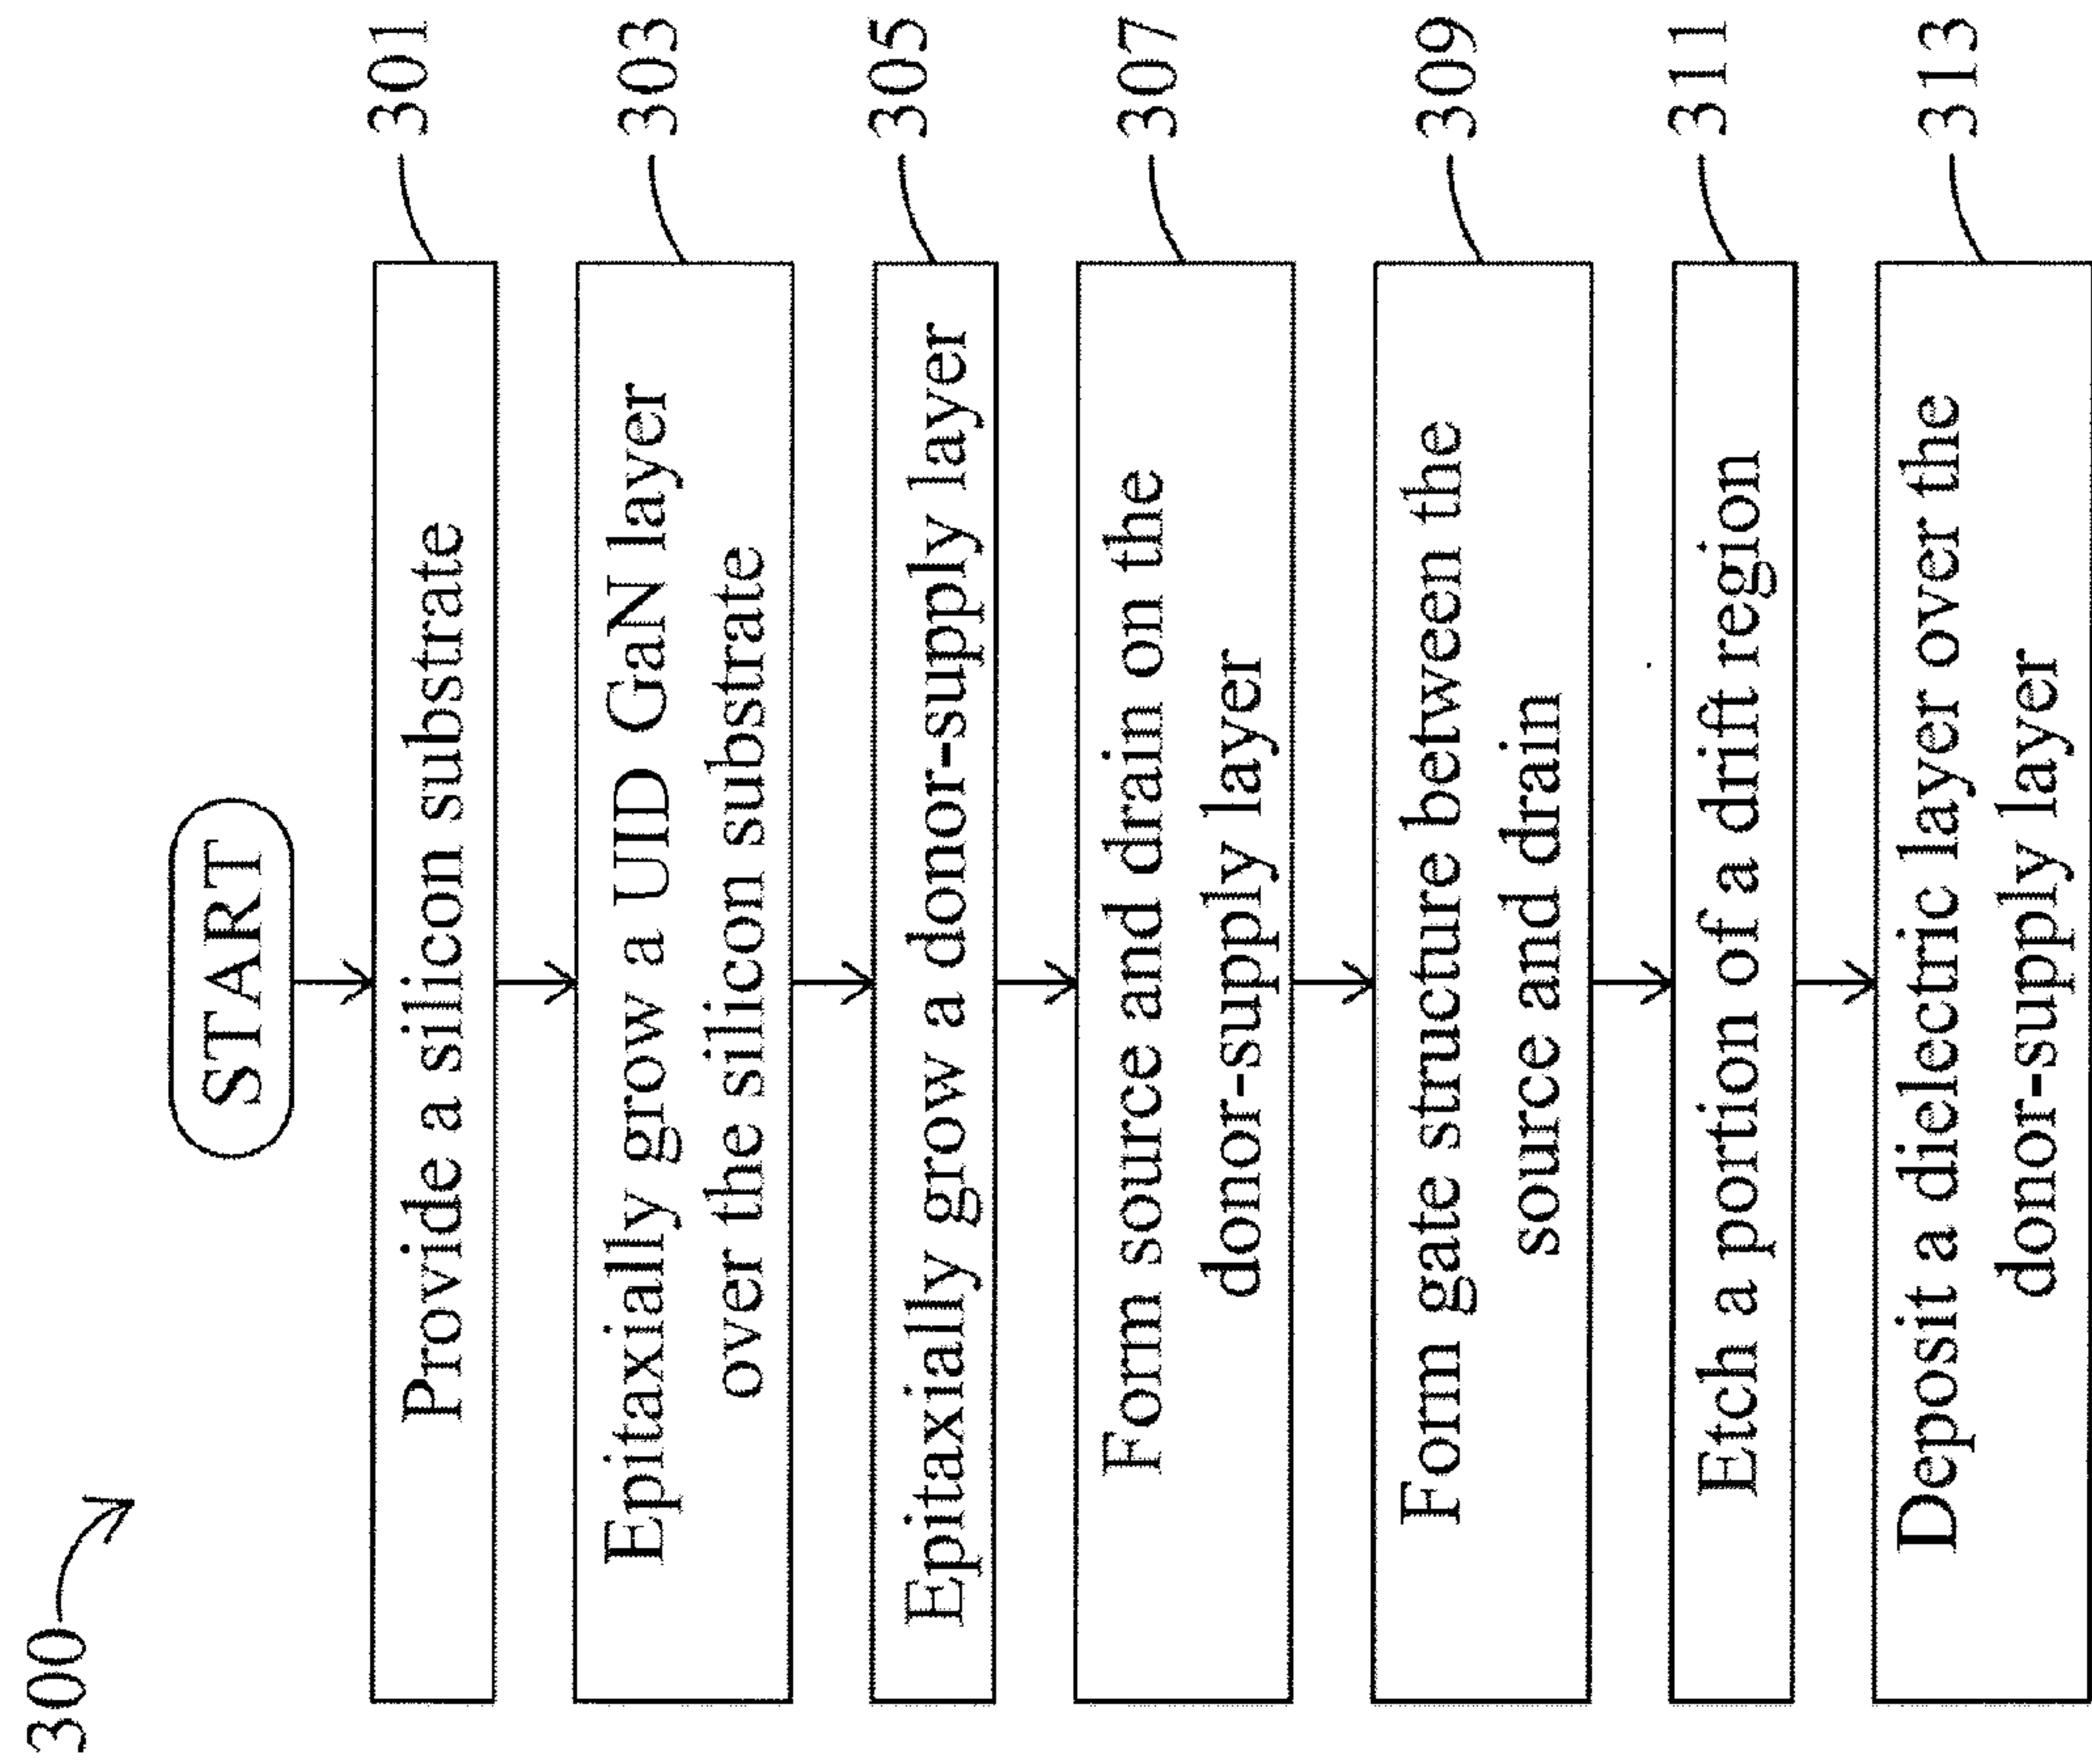 300
START
Provide a silicon substrate
301
Epitaxially grow a UID GaN layer
over the silicon substrate
303
Epitaxially grow a donor-supply layer
305
Form source and drain on the
donor-supply layer
307
Form gate structure between the
source and drain
309
Etch a portion of a drift region
311
Deposit a dielectric layer over the
donor-supply layer
313